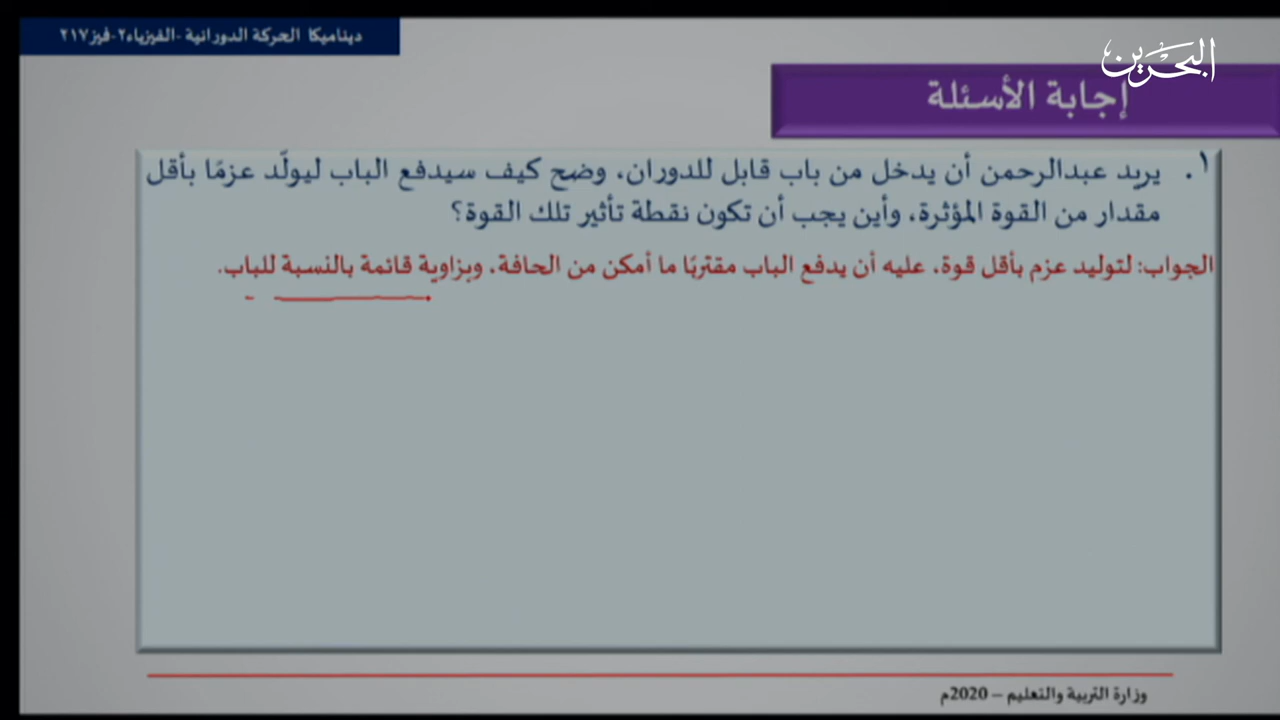 ديناميكا الحركة الدورانية -الفيزياء٢-فيز٢١٧
البحرين
إجابة الأسئلة
١. يريد عبدالرحمن أن يدخل من باب قابل للدوران، وضح كيف سيدفع الباب ليولّد عزمًا بأقل
مقدار من القوة المؤثرة، وأين يجب أن تكون نقطة تأثير تلك القوة؟
الجواب: لتوليد عزم بأقل قوة، عليه أن يدفع الباب مقتربًا ما أمكن من الحافة، وبزاوية قائمة بالنسبة للباب.
وزارة التربية والتعليم – 2020م